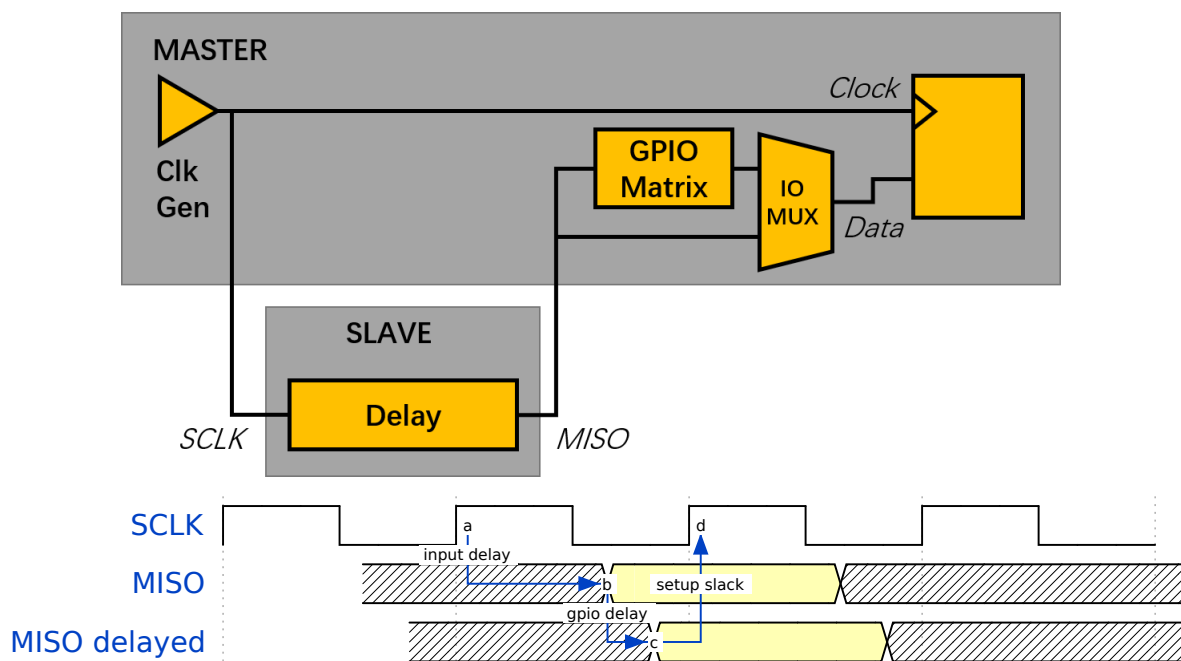 MASTER
Clk
Gen
Clock
GPIO
Matrix
IO
MUX
Data
SLAVE
Delay
SCLK
MISO
SCLK
a
d
input delay
MISO
b
setup slack
gpio delay
MISO delayed
c